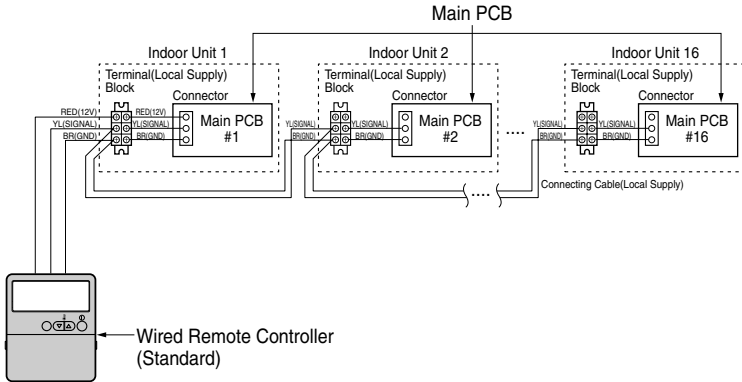 Main PCB
Indoor Unit 1
Indoor Unit 2
Indoor Unit 16
Terminal(Local Supply)
Block
Connector
RED(12V)
YL(SIGNAL)
BR(GND)
RED(12V)
YL(SIGNAL)
BR(GND)
Main PCB
#1
Terminal(Local Supply)
Block
Connector
YL(SIGNAL)
BR(GND)
YL(SIGNAL)
BR(GND)
Main PCB
#2
....
Terminal(Local Supply)
Block
Connector
YL(SIGNAL)
BR(GND)
YL(SIGNAL)
BR(GND)
Main PCB
#16
....
Connecting Cable(Local Supply)
Wired Remote Controller
(Standard)